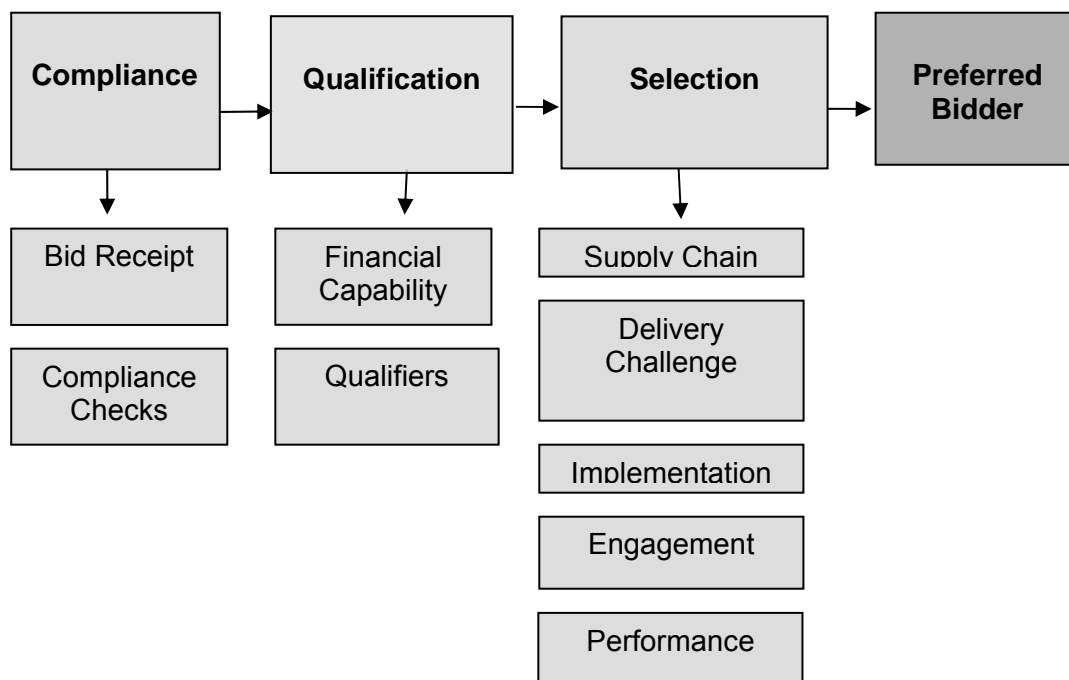 Compliance
Qualification
Selection
Preferred
Bidder
Bid Receipt
Compliance
Checks
Financial
Capability
Qualifiers
Supply Chain
Delivery
Challenge
Implementation
Engagement
Performance